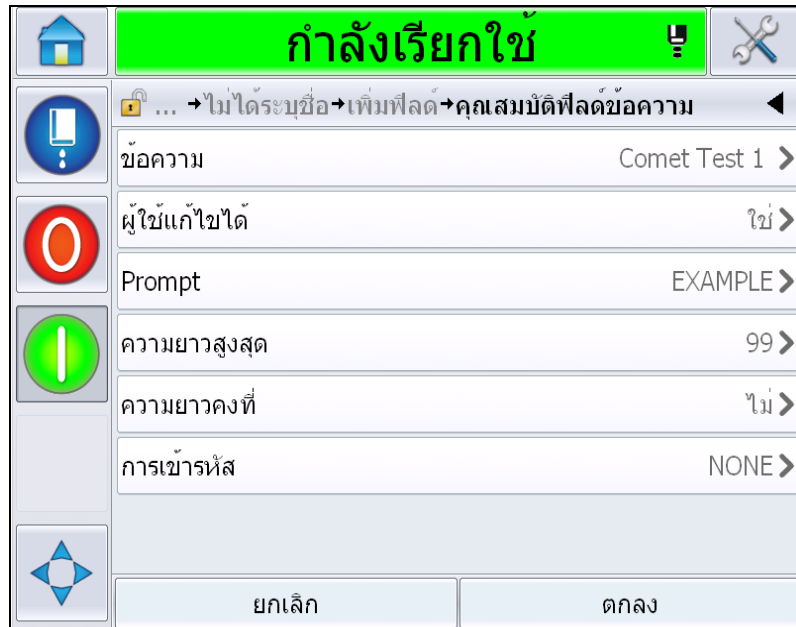 กำลังเรียกใช้
... →ไม่ได้ระบุชื่อ→เพิ่มฟิลด์→คุณสมบัติฟิลด์ข้อความ
ข้อความ Comet Test 1
ผู้ใช้แก้ไขได้ ใช่
Prompt EXAMPLE
ความยาวสูงสุด 99
ความยาวคงที่ ไม่
การเข้ารหัส NONE
ยกเลิก ตกลง